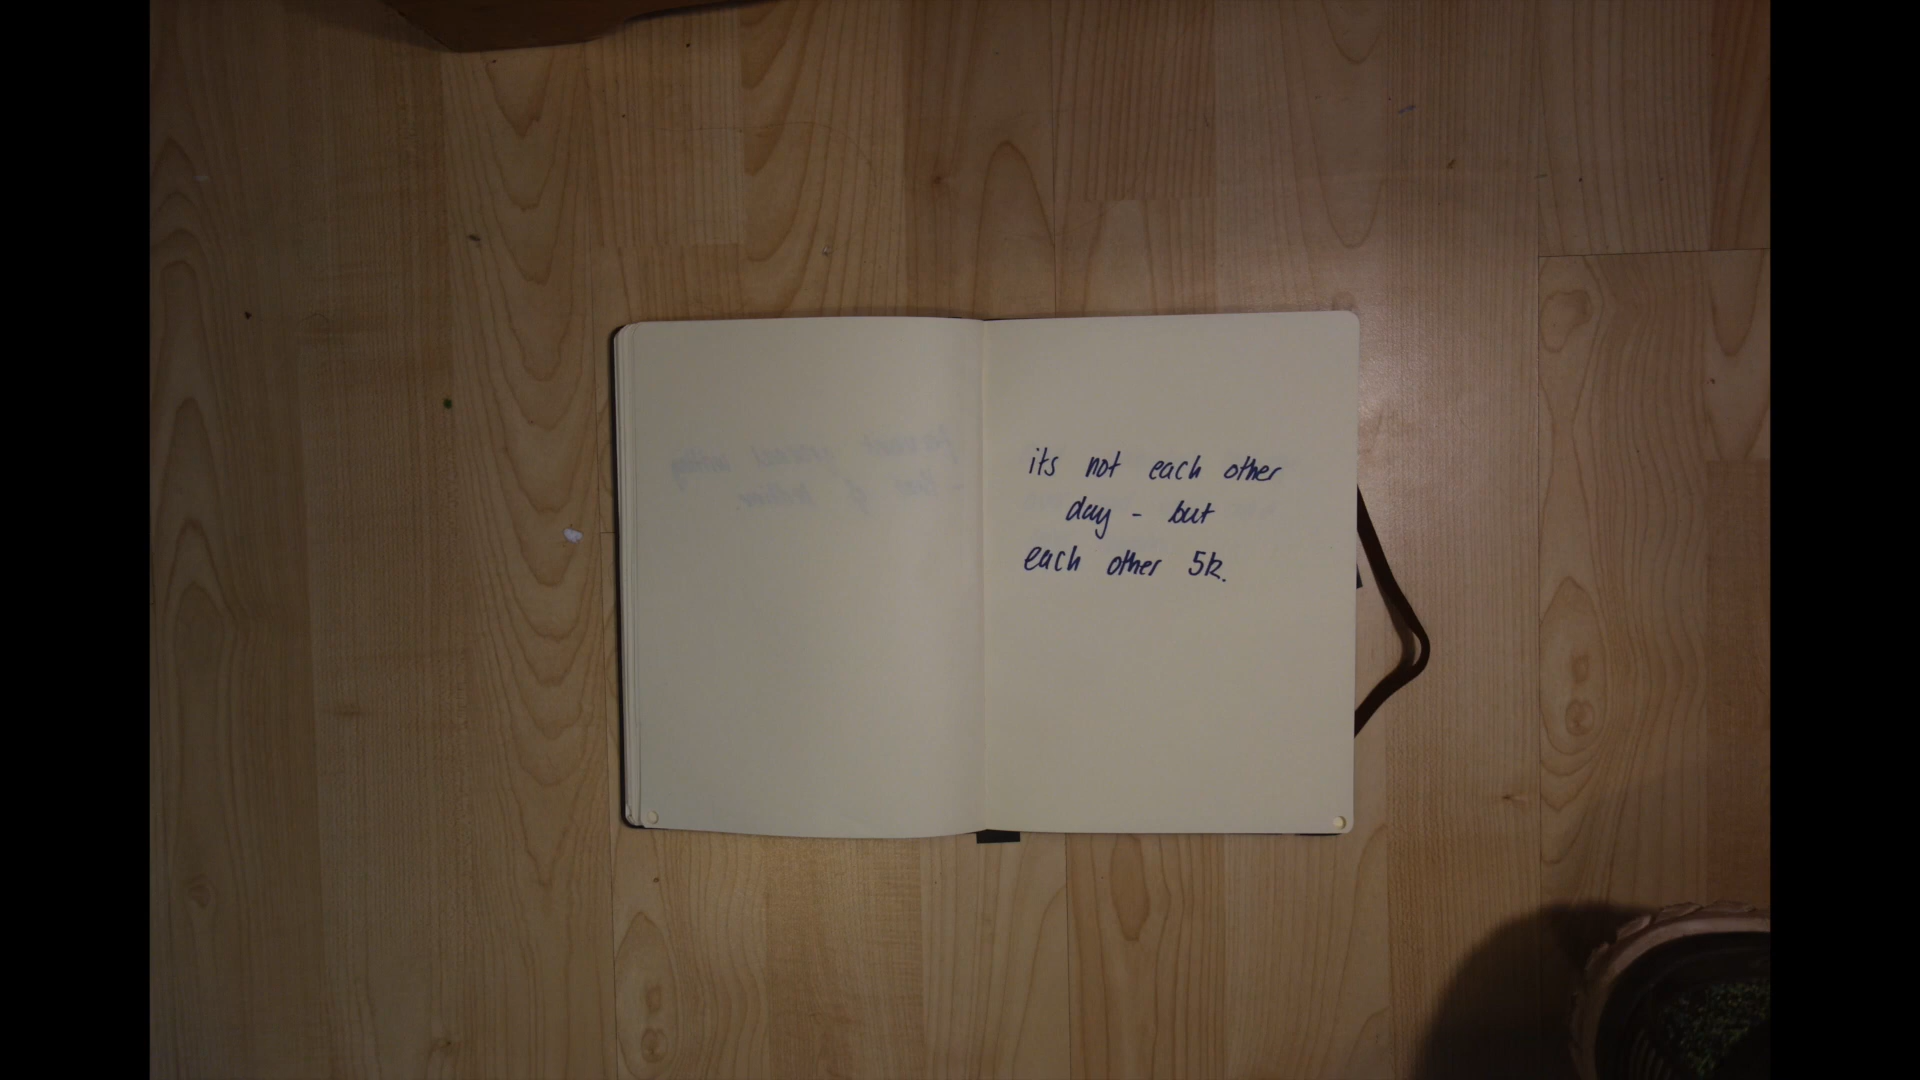 its not each other
day - but
each other 5k.